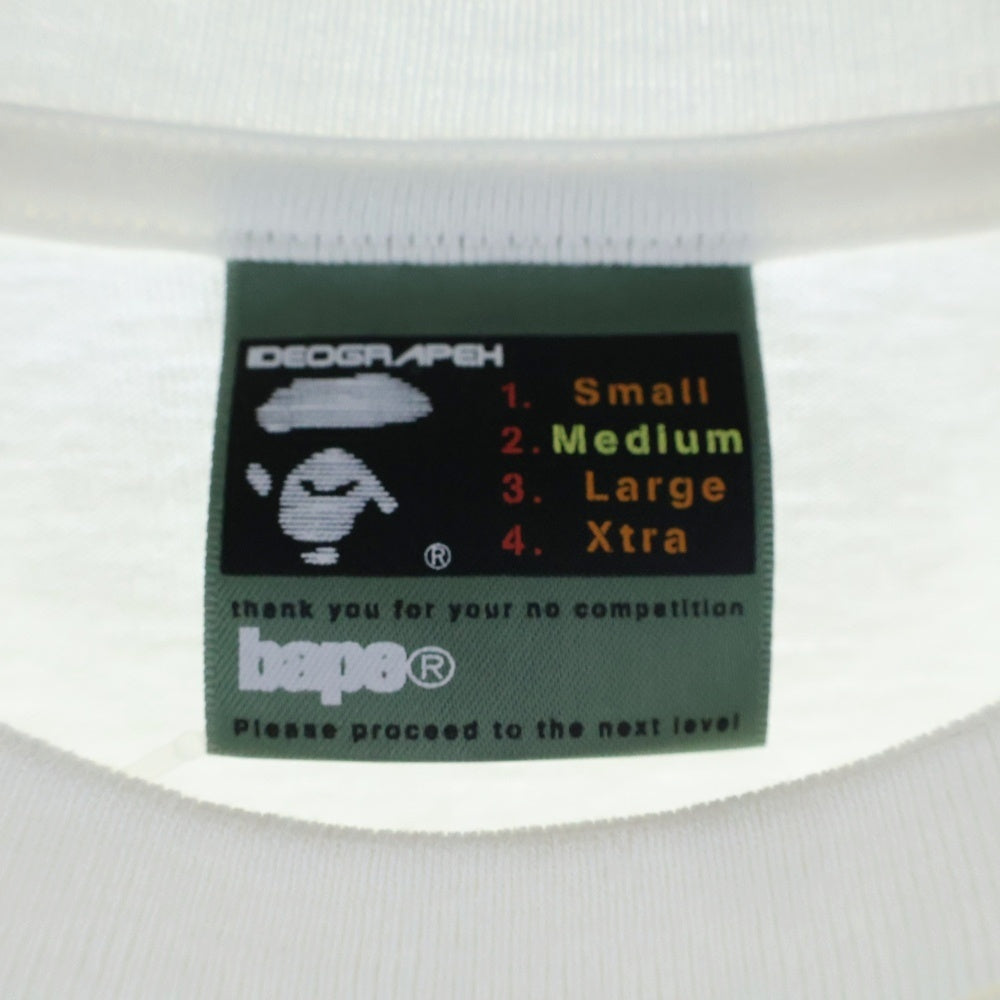 IDEOGRAPEH
1. Small
2. Medium
3. Large
4. Xtra
®
thank you for your no competition
bape®
Please proceed to the next level